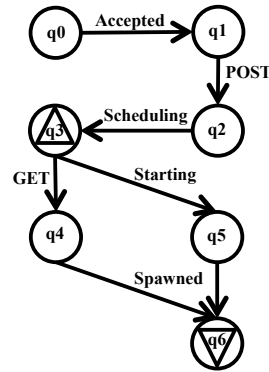 q0 Accepted q1
POST
q3 Scheduling q2
GET Starting
q4 q5
Spawned
q6